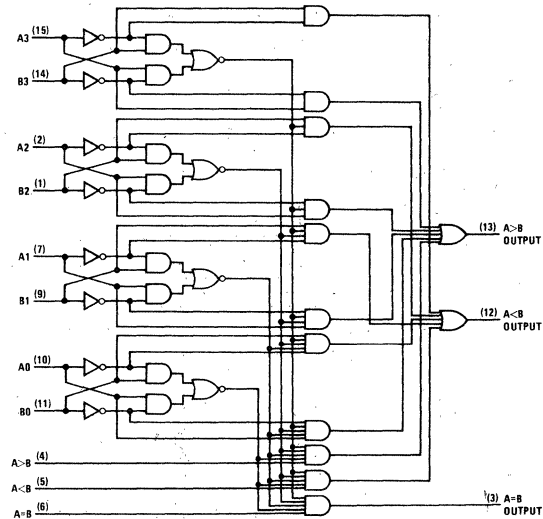 A3 (15)
B3 (14)
A2 (2)
B2 (1)
(13) A>B
OUTPUT
A1 (7)
B1 (9)
(12) A<B
OUTPUT
A0 (10)
B0 (11)
A>B (4)
A<B (5)
(3) A=B
OUTPUT
A=B (6)